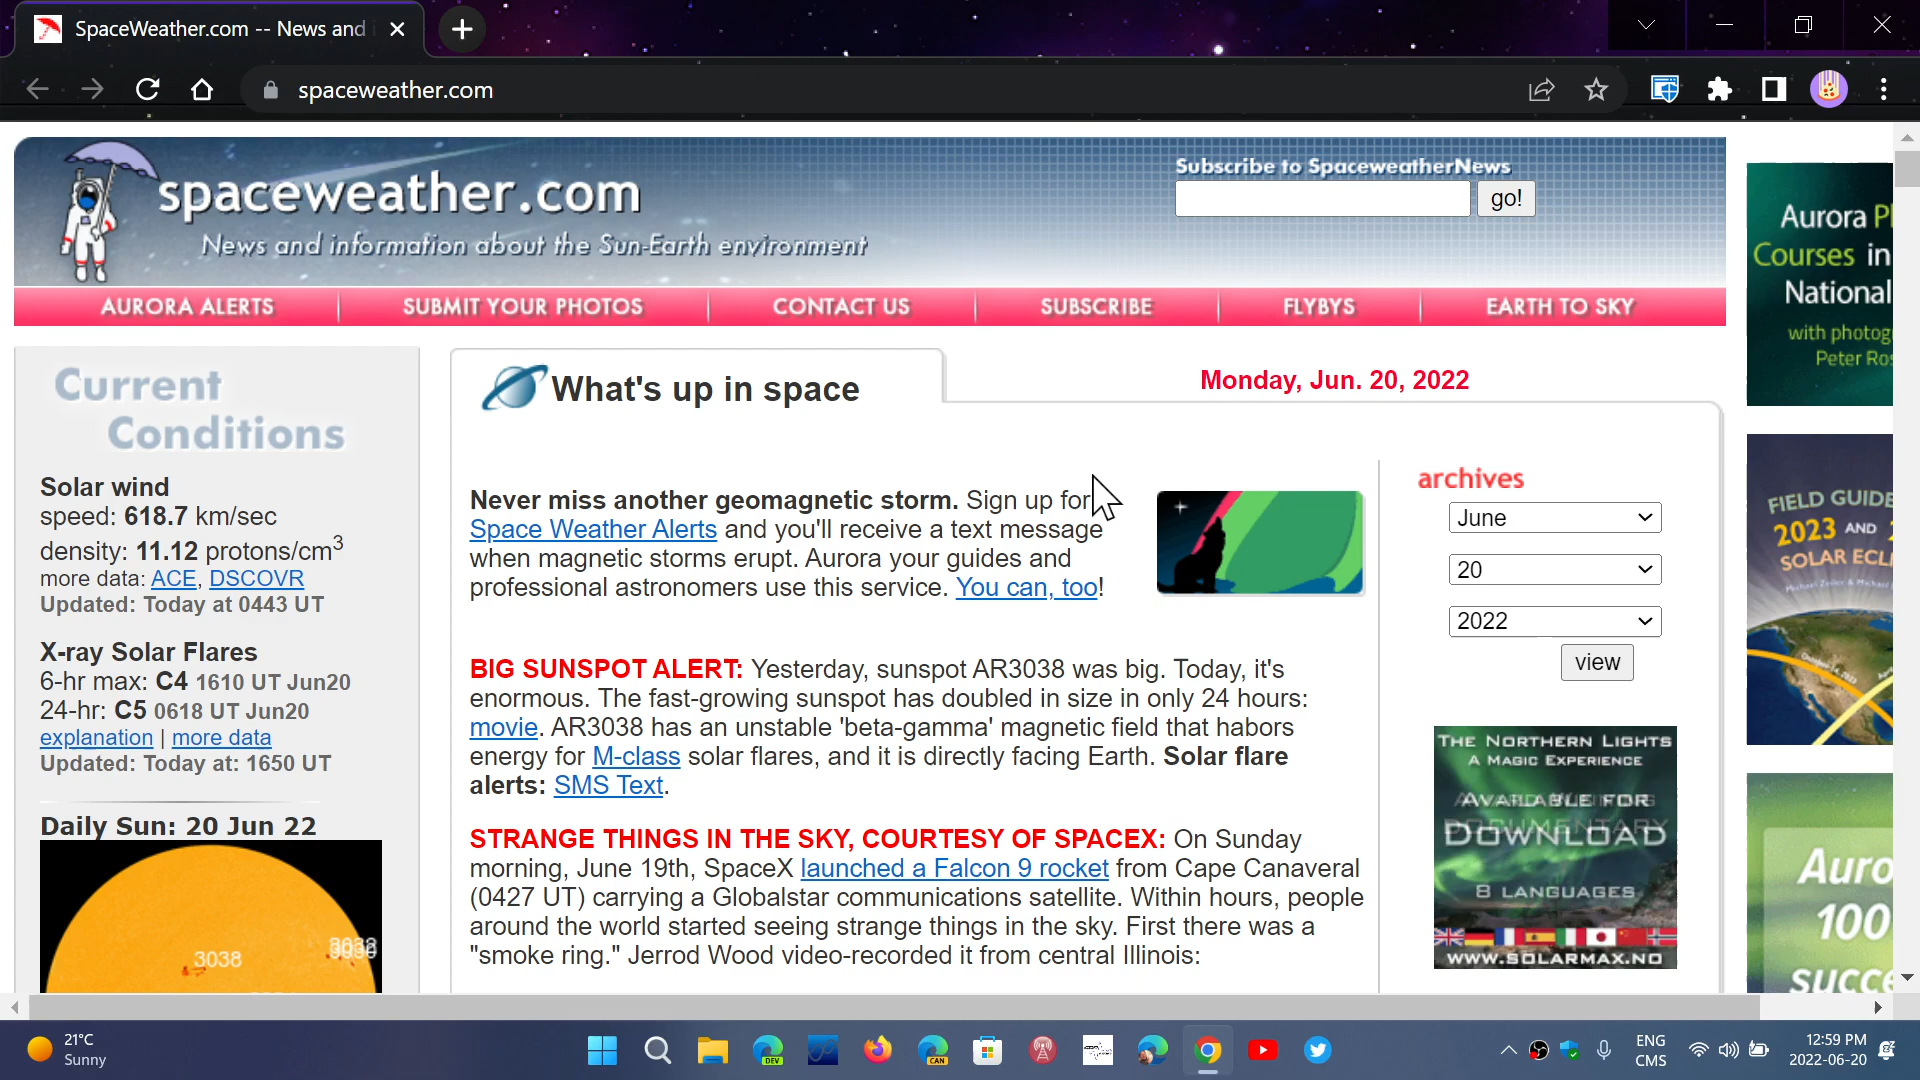 SpaceWeather.com -- News and
spaceweather.com
spaceweather.com
News and information about the Sun-Earth environment
Subscribe to SpaceweatherNews
go!
AURORA ALERTS
SUBMIT YOUR PHOTOS
CONTACT US
SUBSCRIBE
FLYBYS
EARTH TO SKY
Current
Conditions
Solar wind
speed: 618.7 km/sec
density: 11.12 protons/cm3
more data: ACE, DSCOVR
Updated: Today at 0443 UT
X-ray Solar Flares
6-hr max: C4 1610 UT Jun20
24-hr: C5 0618 UT Jun20
explanation | more data
Updated: Today at: 1650 UT
Daily Sun: 20 Jun 22
3038
What's up in space
Monday, Jun. 20, 2022
Never miss another geomagnetic storm. Sign up for
Space Weather Alerts and you'll receive a text message
when magnetic storms erupt. Aurora your guides and
professional astronomers use this service. You can, too!
BIG SUNSPOT ALERT: Yesterday, sunspot AR3038 was big. Today, it's
enormous. The fast-growing sunspot has doubled in size in only 24 hours:
movie. AR3038 has an unstable 'beta-gamma' magnetic field that habors
energy for M-class solar flares, and it is directly facing Earth. Solar flare
alerts: SMS Text.
STRANGE THINGS IN THE SKY, COURTESY OF SPACEX: On Sunday
morning, June 19th, SpaceX launched a Falcon 9 rocket from Cape Canaveral
(0427 UT) carrying a Globalstar communications satellite. Within hours, people
around the world started seeing strange things in the sky. First there was a
"smoke ring." Jerrod Wood video-recorded it from central Illinois:
archives
June
20
2022
view
THE NORTHERN LIGHTS
A MAGIC EXPERIENCE
AVAILABLE FOR
DOWNLOAD
8 LANGUAGES
WWW.SOLARMAX.NO
Aurora
Courses in
National
with photog
Peter Ros
FIELD GUIDE
2023 AND
SOLAR ECL
Auro
100
succe
21°C
Sunny
DEV
CAN
ENG
CMS
12:59 PM
2022-06-20